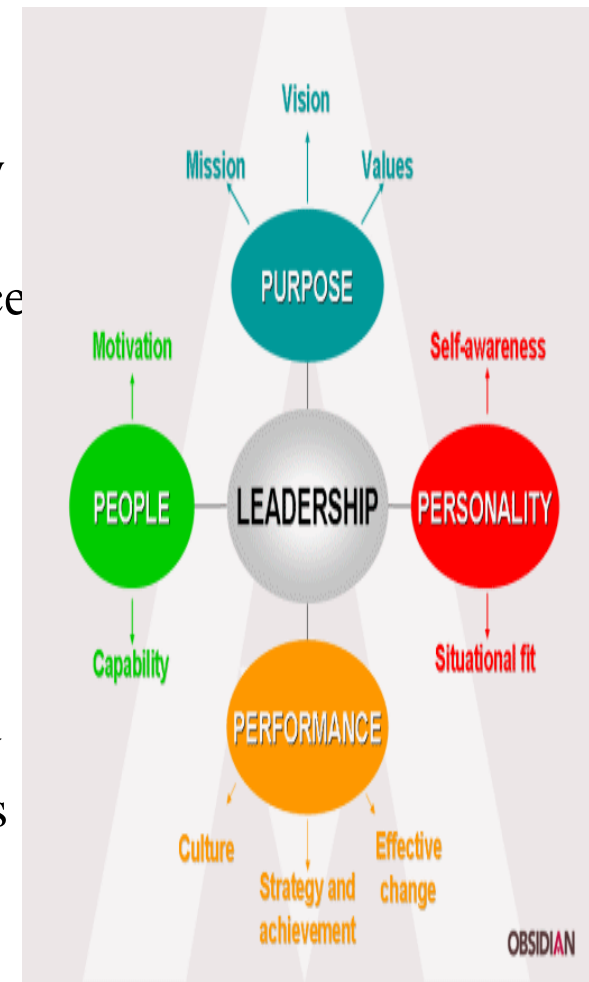 Vision
Mission
Values
PURPOSE
Motivation
Self-awareness
PEOPLE
LEADERSHIP
PERSONALITY
Capability
Situational fit
PERFORMANCE
Culture
Strategy and
achievement
Effective
change
OBSIDIAN